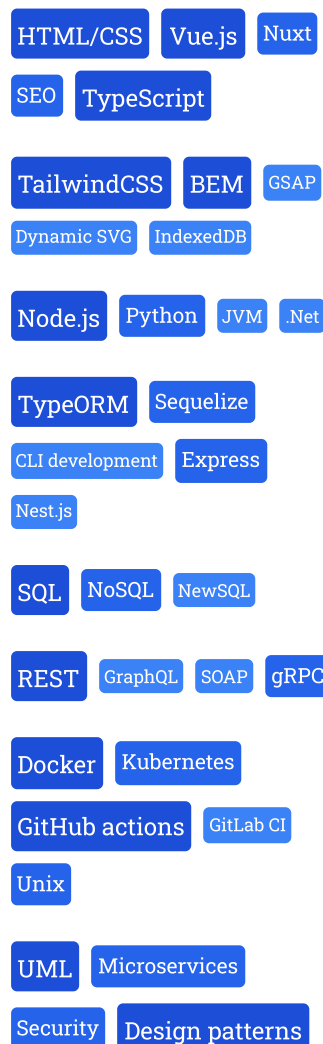 HTML/CSS Vue.js Nuxt
SEO TypeScript
TailwindCSS BEM GSAP
Dynamic SVG IndexedDB
Node.js Python JVM .Net
TypeORM Sequelize
CLI development Express
Nest.js
SQL NoSQL NewSQL
REST GraphQL SOAP gRPC
Docker Kubernetes
GitHub actions GitLab CI
Unix
UML Microservices
Security Design patterns